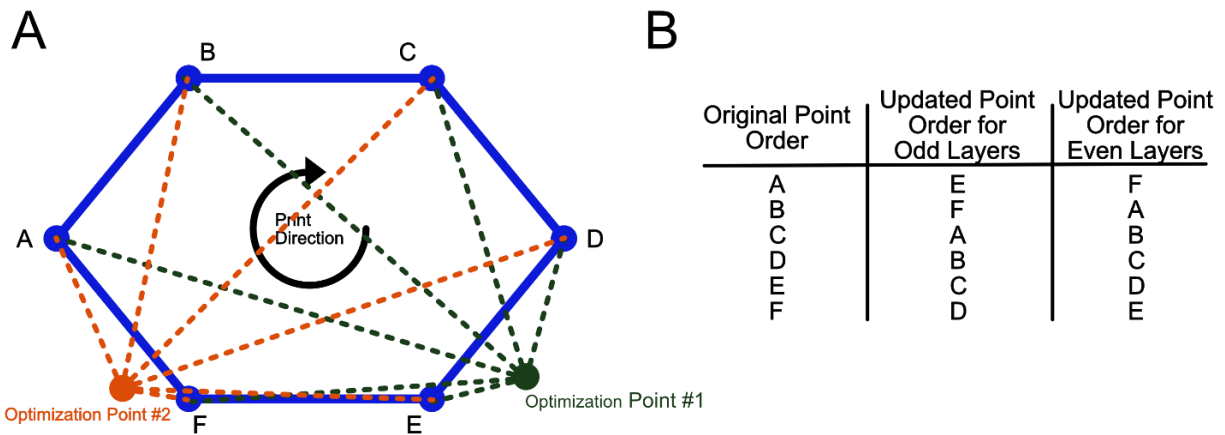 A
B
C
A
Print
Direction
D
Optimization Point #2
Optimization Point #1
F
E
B
Original Point Order
Updated Point Order for Odd Layers
Updated Point Order for Even Layers
A E F
B F A
C A B
D B C
E C D
F D E